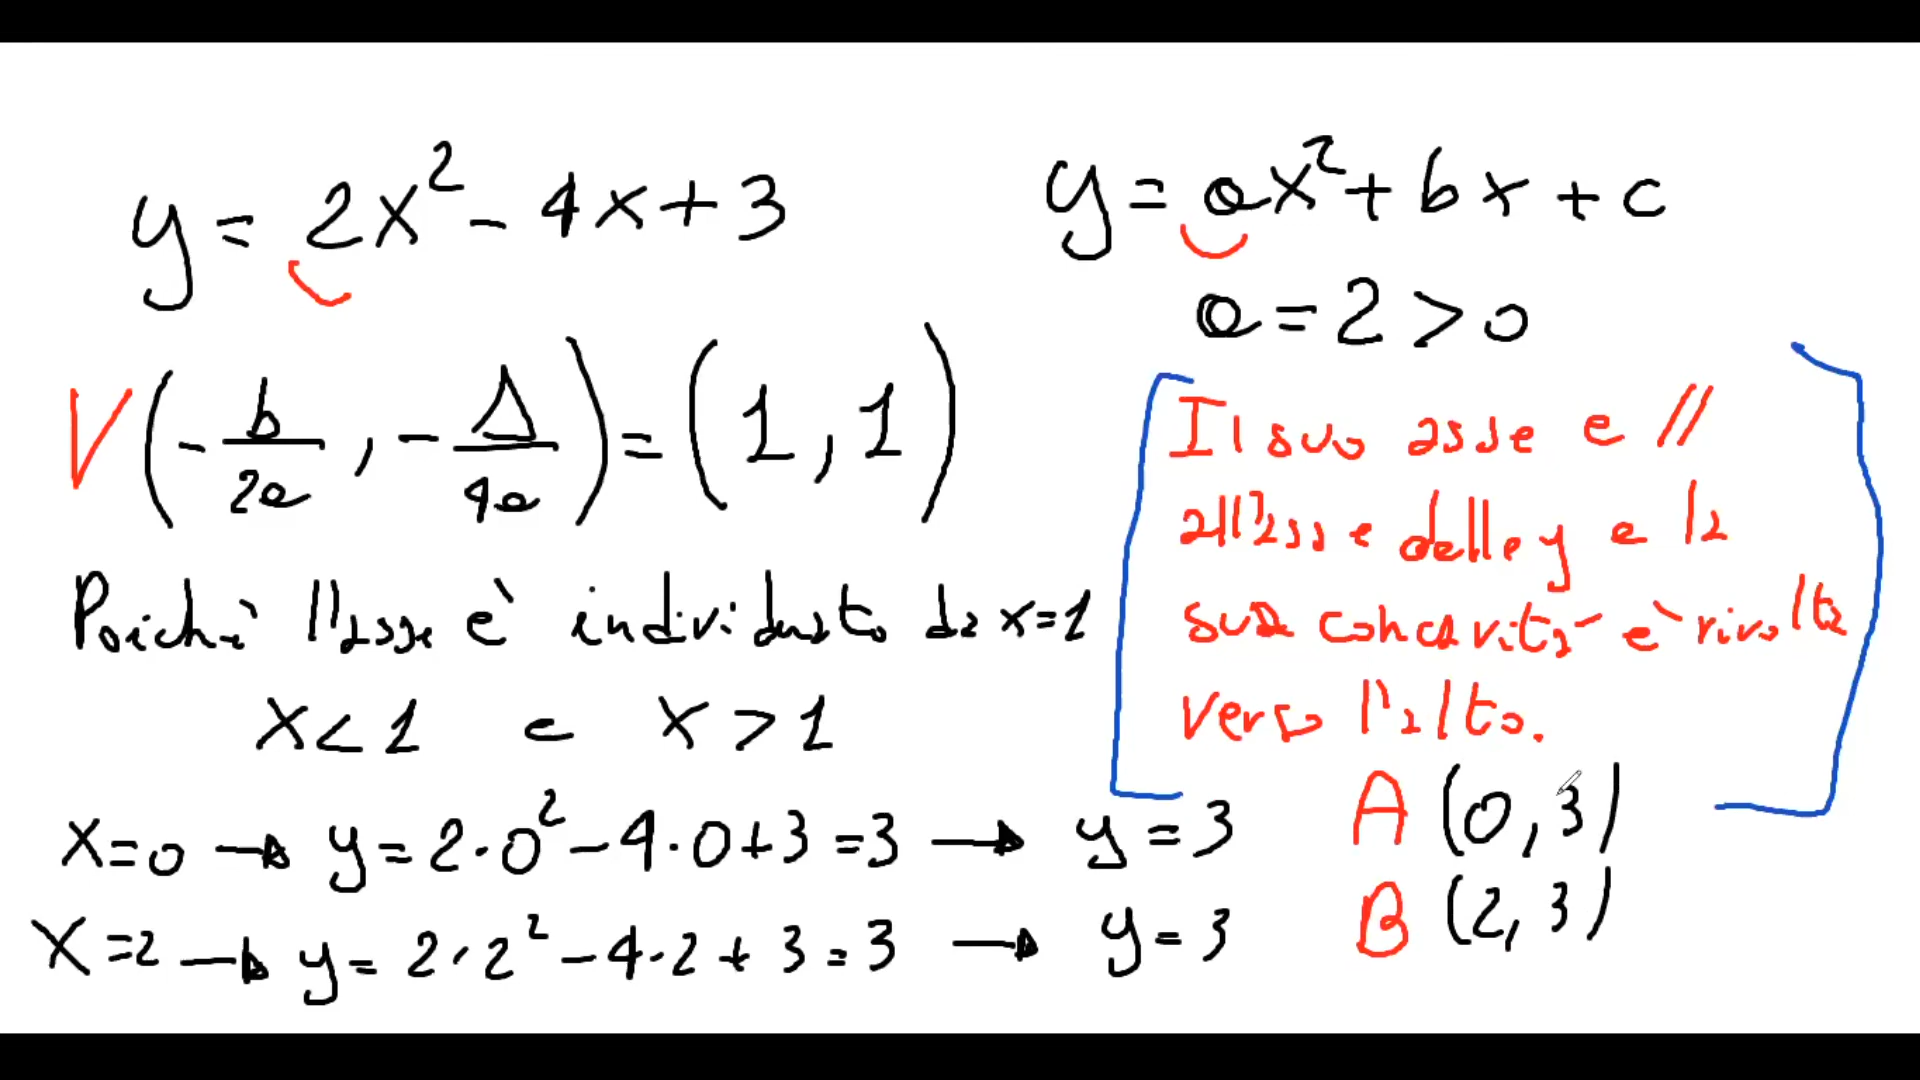 y = 2x² - 4x + 3
y = ax² + bx + c
a = 2 > 0
V (- b/2a , - Δ/4a) = (1, 1)
Il suo asse e //
all'asse delle y e la
sua concavità è rivolta
verso l'alto.
Poiché l'asse è individuato da x=1
x < 1 e x > 1
x = 0 → y = 2·0² - 4·0 + 3 = 3 → y = 3 A (0, 3)
x = 2 → y = 2·2² - 4·2 + 3 = 3 → y = 3 B (2, 3)